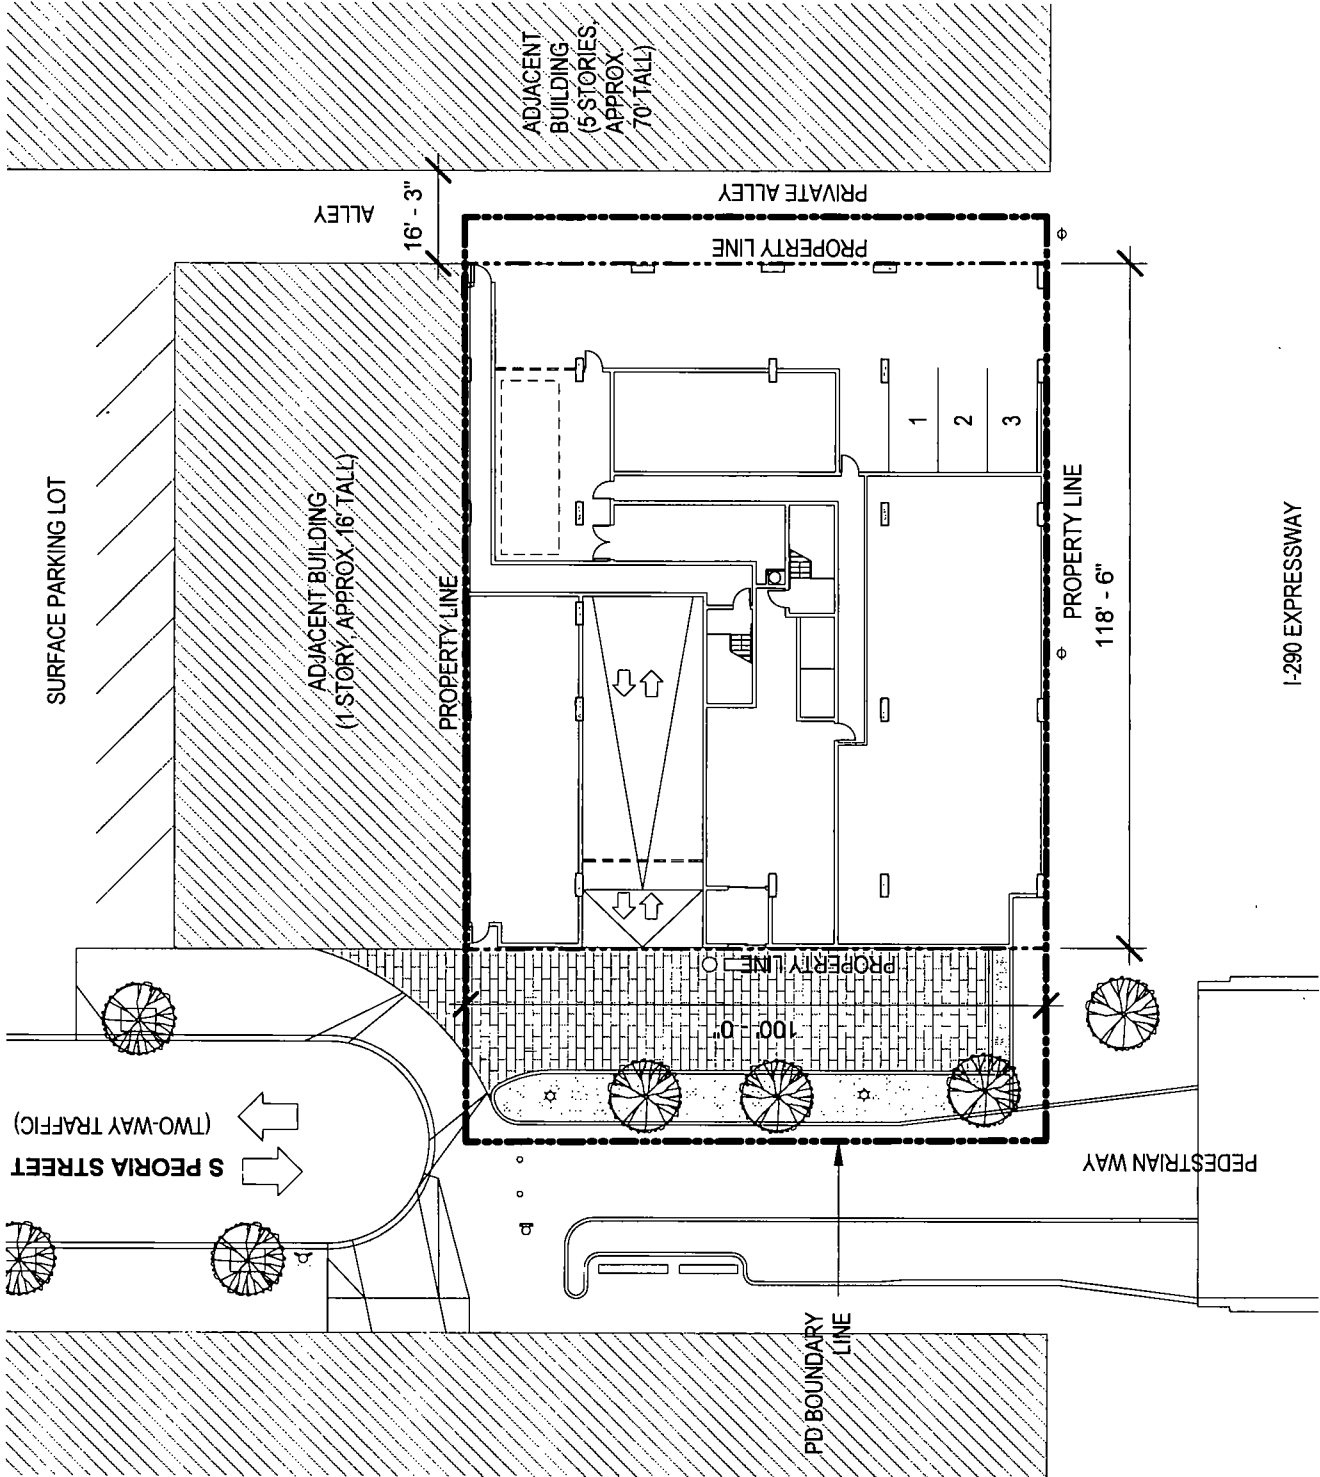 ADJACENT
BUILDING
(5 STORIES,
APPROX.
70' TALL)
ALLEY
16' - 3"
PRIVATE ALLEY
PROPERTY LINE
SURFACE PARKING LOT
ADJACENT BUILDING
(1 STORY, APPROX. 16' TALL)
PROPERTY LINE
1
2
3
PROPERTY LINE
118' - 6"
I-290 EXPRESSWAY
PROPERTY LINE
100' - 0"
S PEORIA STREET
(TWO-WAY TRAFFIC)
PEDESTRIAN WAY
PD BOUNDARY
LINE